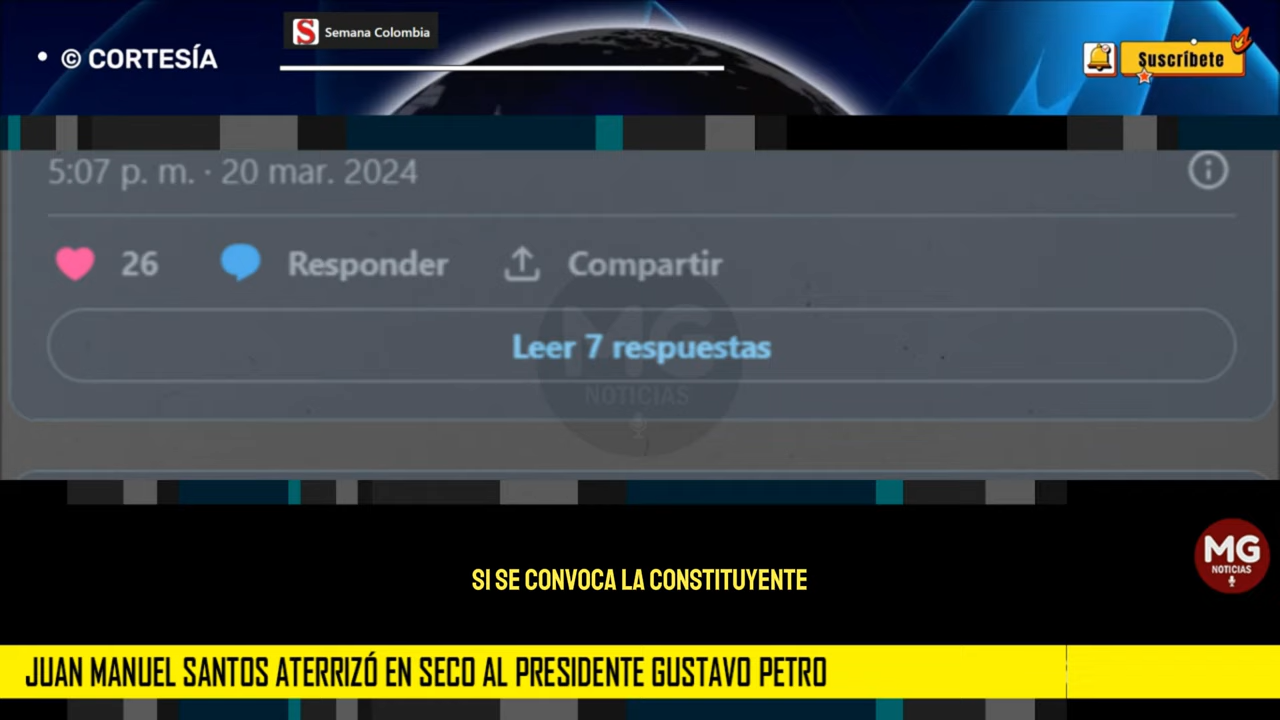 • © CORTESÍA
S Semana Colombia
Suscríbete
5:07 p. m. · 20 mar. 2024
26 Responder Compartir
Leer 7 respuestas
MG
NOTICIAS
MG
NOTICIAS
SI SE CONVOCA LA CONSTITUYENTE
JUAN MANUEL SANTOS ATERRIZÓ EN SECO AL PRESIDENTE GUSTAVO PETRO